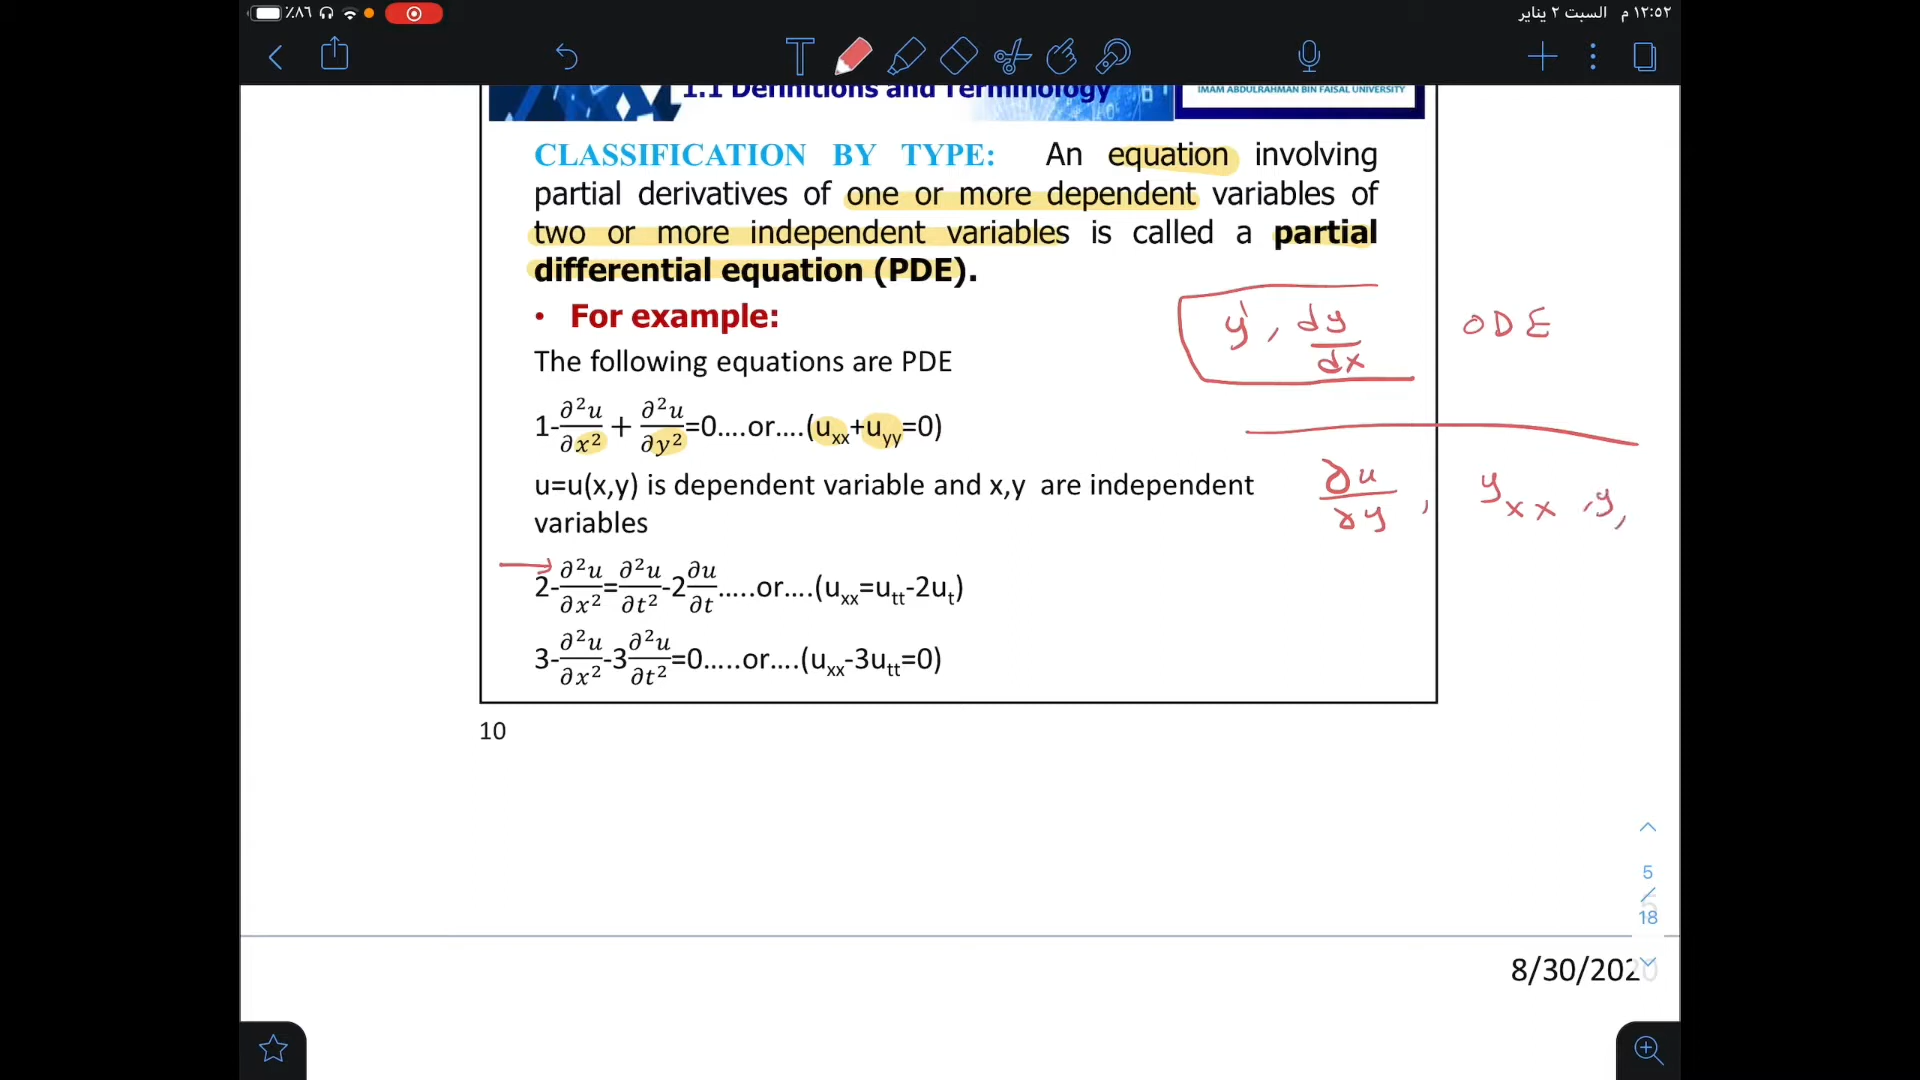 ٪٨٦
١٢:٥٢ م السبت ٢ يناير
1.1 Definitions and Terminology
IMAM ABDULRAHMAN BIN FAISAL UNIVERSITY
CLASSIFICATION BY TYPE: An equation involving
partial derivatives of one or more dependent variables of
two or more independent variables is called a partial
differential equation (PDE).
• For example:
The following equations are PDE
y', dy/dx ODE
1-∂²u/∂x² + ∂²u/∂y²=0....or....(uxx+uyy=0)
u=u(x,y) is dependent variable and x,y are independent
variables
∂u/∂y, yxx, y,
2-∂²u/∂x²=∂²u/∂t²-2∂u/∂t.....or....(uxx=utt-2ut)
3-∂²u/∂x²-3∂²u/∂t²=0.....or....(uxx-3utt=0)
10
5
/
18
8/30/2020